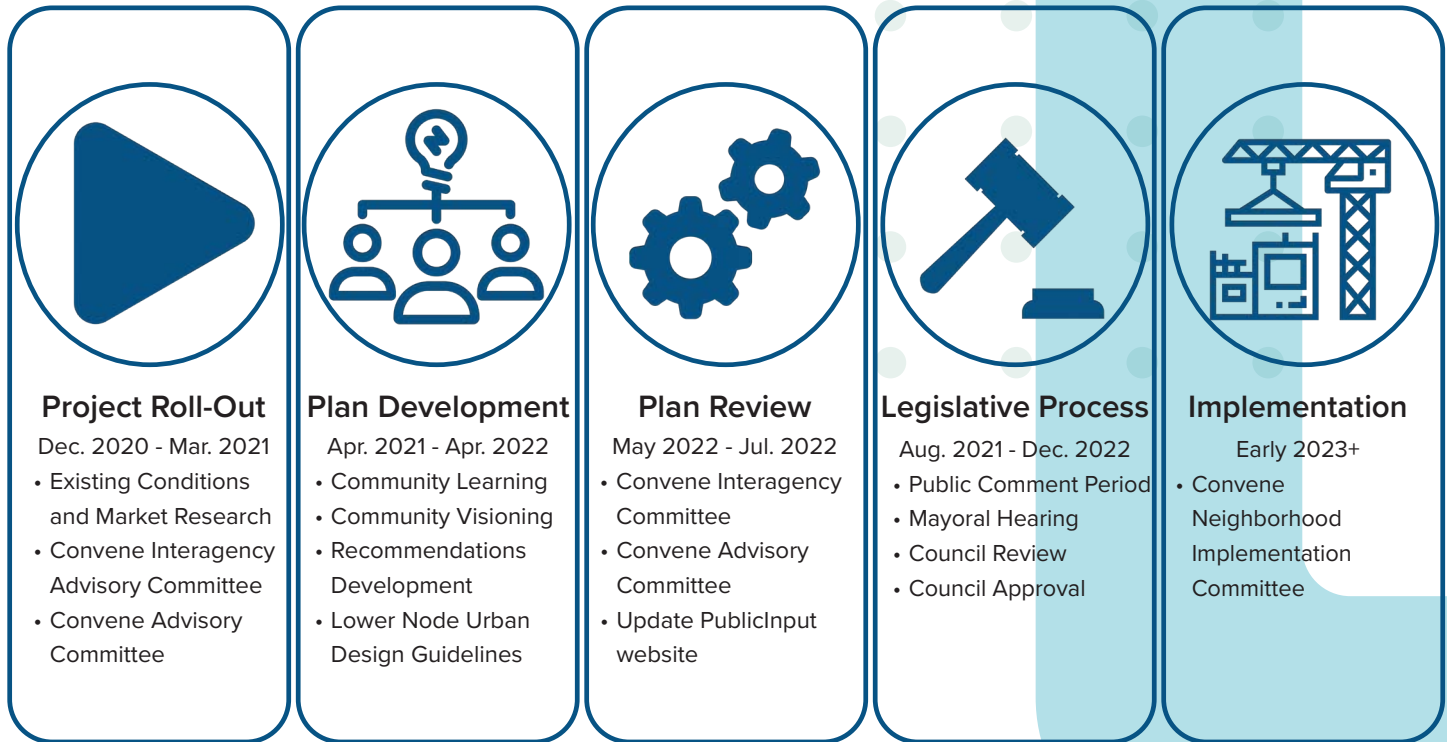 Project Roll-Out
Dec. 2020 - Mar. 2021
• Existing Conditions
and Market Research
• Convene Interagency
Advisory Committee
• Convene Advisory
Committee
Plan Development
Apr. 2021 - Apr. 2022
• Community Learning
• Community Visioning
• Recommendations
Development
• Lower Node Urban
Design Guidelines
Plan Review
May 2022 - Jul. 2022
• Convene Interagency
Committee
• Convene Advisory
Committee
• Update PublicInput
website
Legislative Process
Aug. 2021 - Dec. 2022
• Public Comment Period
• Mayoral Hearing
• Council Review
• Council Approval
Implementation
Early 2023+
• Convene
Neighborhood
Implementation
Committee